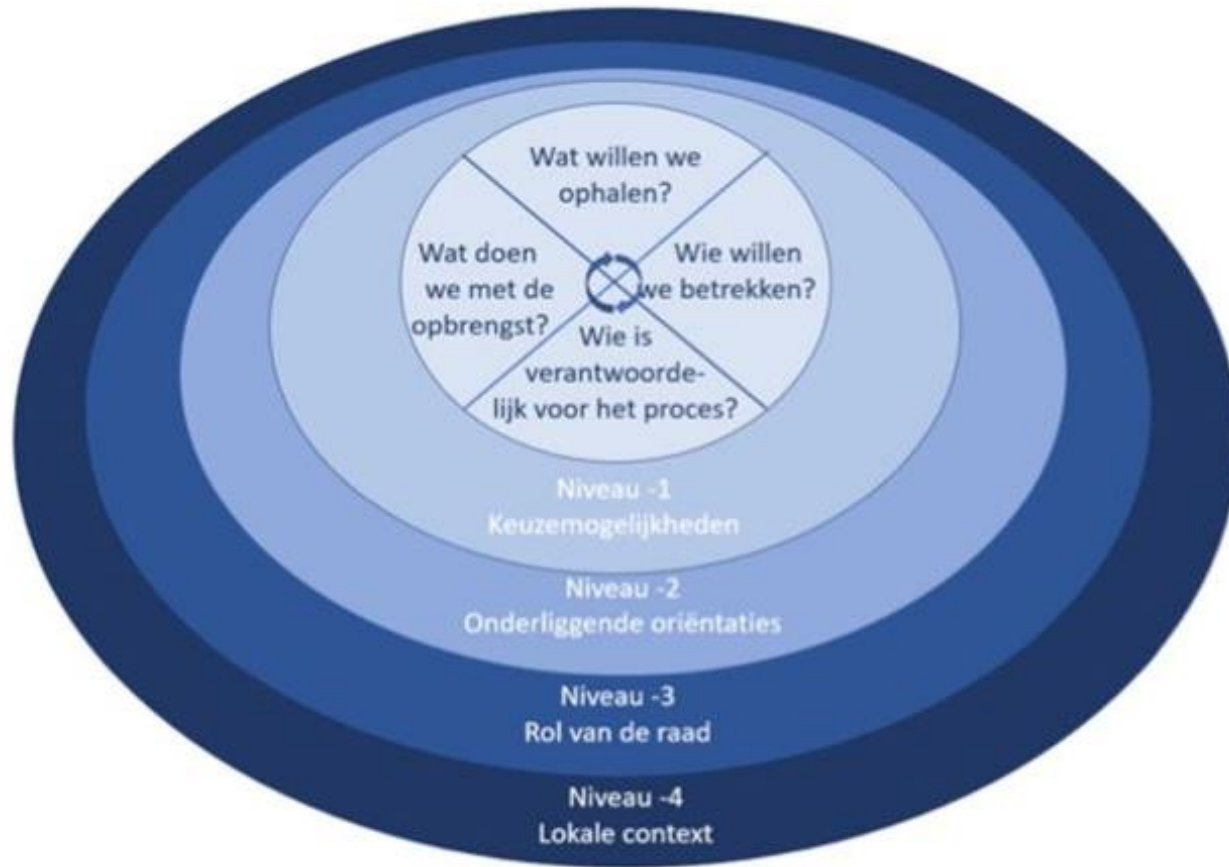 Wat willen we
ophalen?
Wie willen
we betrekken?
Wie is
verantwoorde-
lijk voor het proces?
Wat doen
we met de
opbrengst?
Niveau -1
Keuzemogelijkheden
Niveau -2
Onderliggende oriëntaties
Niveau -3
Rol van de raad
Niveau -4
Lokale context